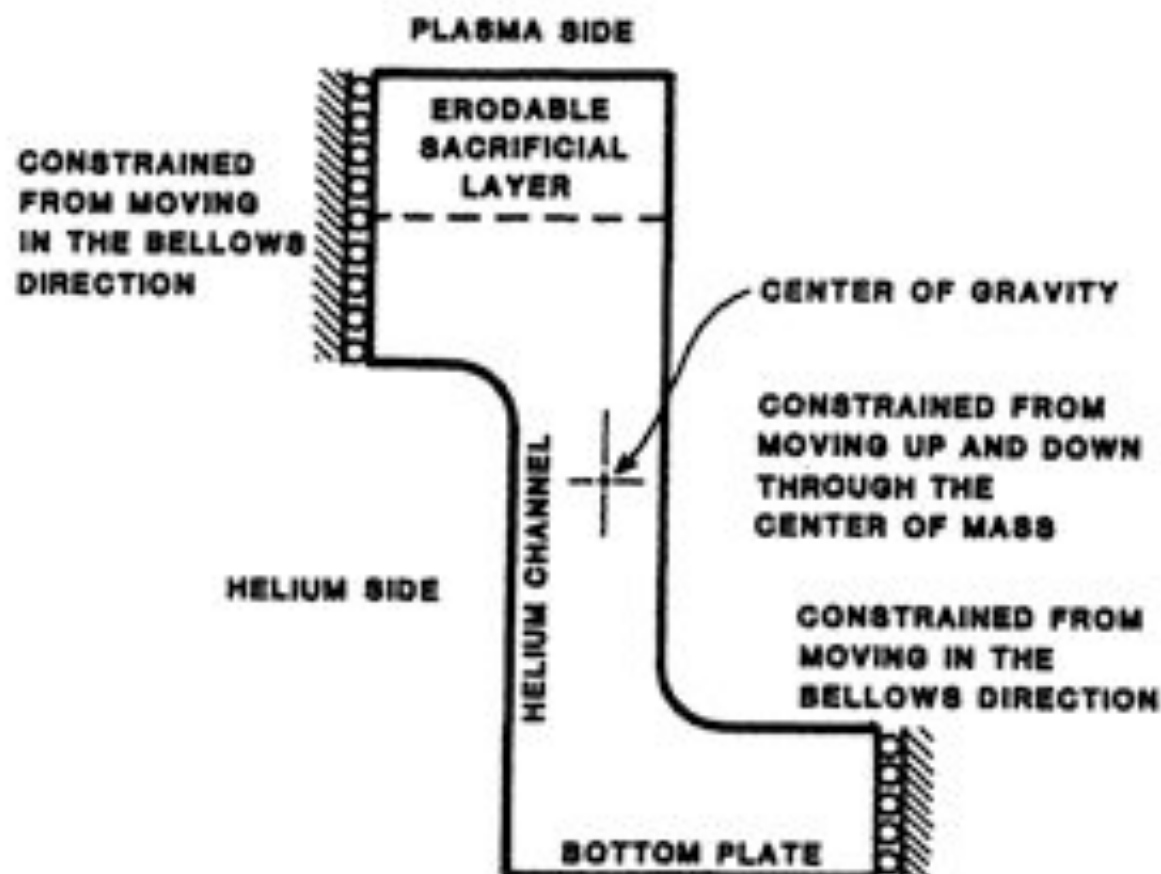 PLASMA SIDE
ERODABLE
SACRIFICIAL
LAYER
CONSTRAINED
FROM MOVING
IN THE BELLOWS
DIRECTION
CENTER OF GRAVITY
CONSTRAINED FROM
MOVING UP AND DOWN
THROUGH THE
CENTER OF MASS
HELIUM CHANNEL
HELIUM SIDE
CONSTRAINED FROM
MOVING IN THE
BELLOWS DIRECTION
BOTTOM PLATE